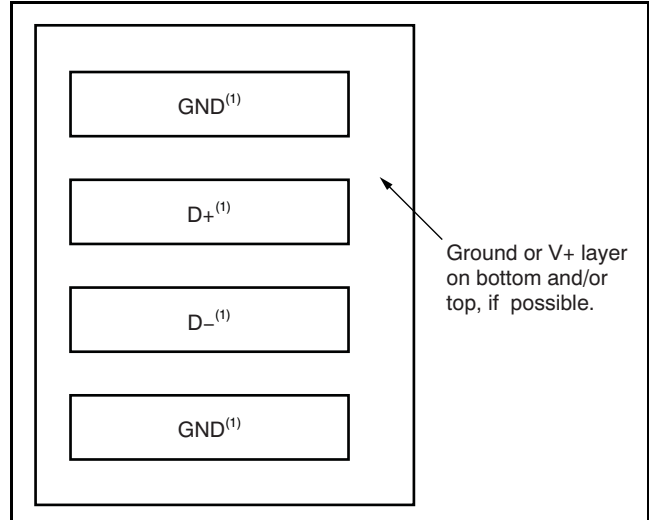 GND(1)
D+(1)
Ground or V+ layer
on bottom and/or
top, if possible.
D−(1)
GND(1)